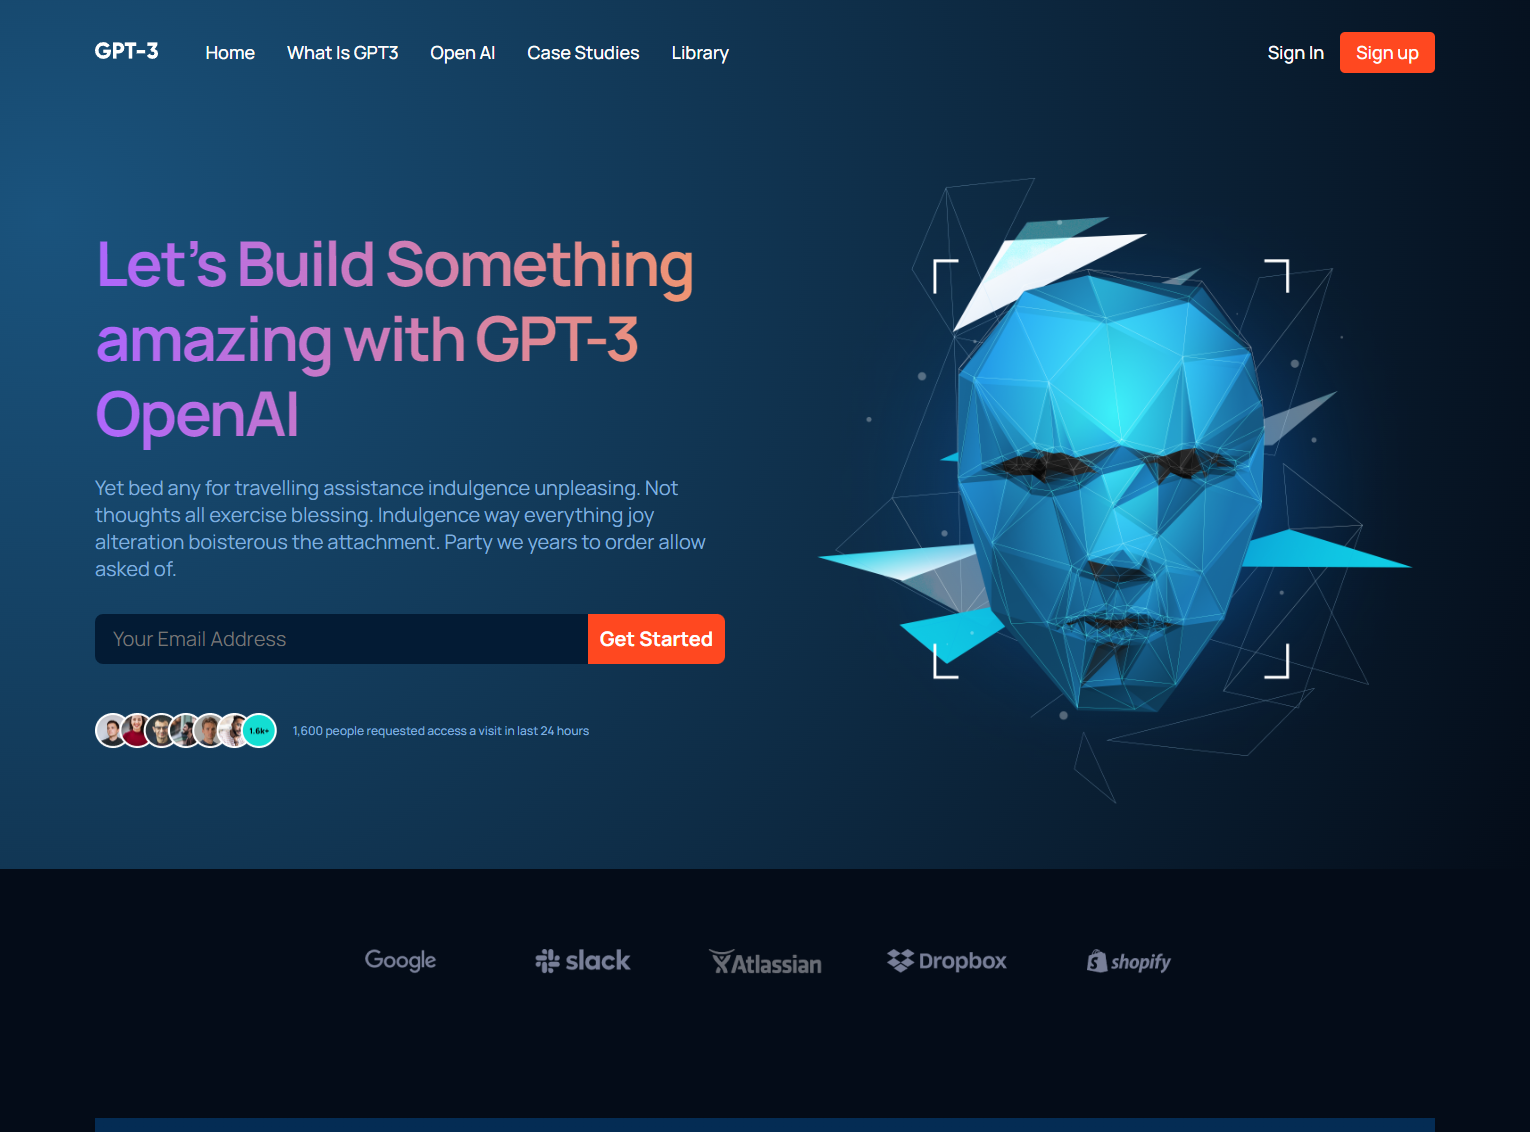 GPT-3 Home What Is GPT3 Open AI Case Studies Library Sign In Sign up
Let's Build Something
amazing with GPT-3
OpenAI
Yet bed any for travelling assistance indulgence unpleasing. Not
thoughts all exercise blessing. Indulgence way everything joy
alteration boisterous the attachment. Party we years to order allow
asked of.
Your Email Address Get Started
1.6k+ 1,600 people requested access a visit in last 24 hours
Google slack Atlassian Dropbox shopify